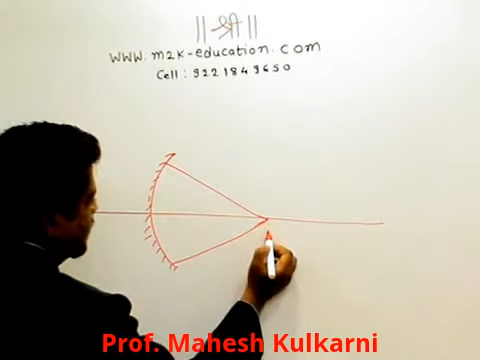 || श्री ||
www.m2k-education.com
Cell : 9221849650
Prof. Mahesh Kulkarni